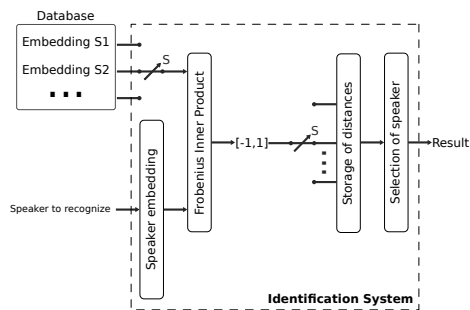 Database
Embedding S1
Embedding S2
S
Frobenius Inner Product
[-1,1]
S
Storage of distances
Selection of speaker
Result
Speaker embedding
Speaker to recognize
Identification System